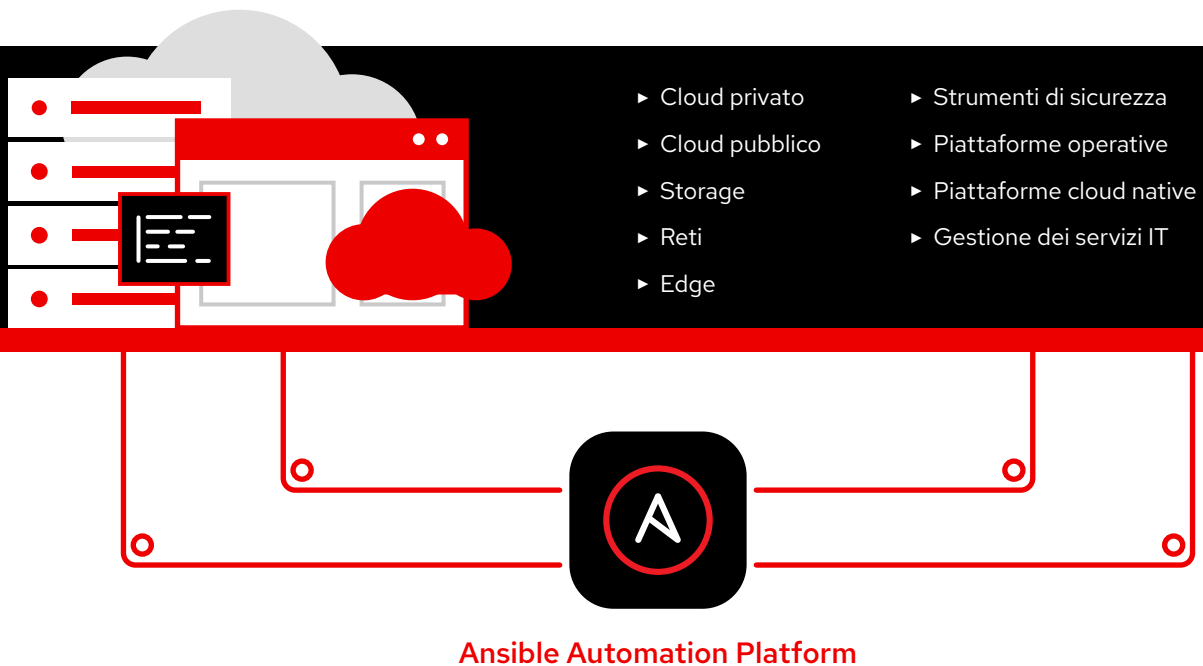 Cloud privato
Cloud pubblico
Storage
Reti
Edge
Strumenti di sicurezza
Piattaforme operative
Piattaforme cloud native
Gestione dei servizi IT
Ansible Automation Platform